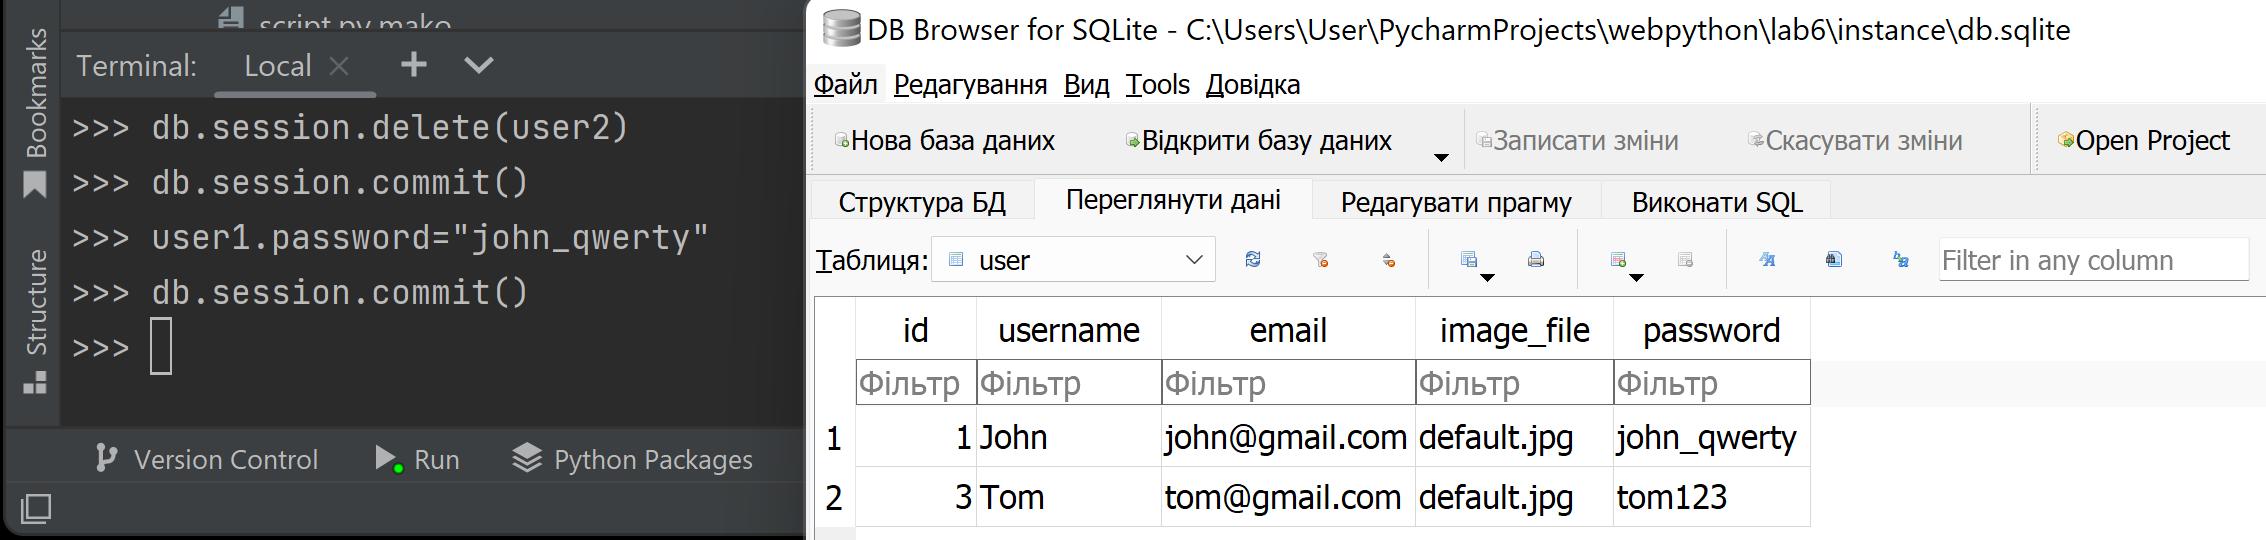 script.py.mako
Terminal: Local
>>> db.session.delete(user2)
>>> db.session.commit()
>>> user1.password="john_qwerty"
>>> db.session.commit()
>>>
Bookmarks
Structure
Version Control Run Python Packages
DB Browser for SQLite - C:\Users\User\PycharmProjects\webpython\lab6\instance\db.sqlite
Файл Редагування Вид Tools Довідка
Нова база даних Відкрити базу даних Записати зміни Скасувати зміни Open Project
Структура БД Переглянути дані Редагувати прагму Виконати SQL
Таблиця: user Filter in any column
id username email image_file password
Фільтр Фільтр Фільтр Фільтр Фільтр
1 1 John john@gmail.com default.jpg john_qwerty
2 3 Tom tom@gmail.com default.jpg tom123